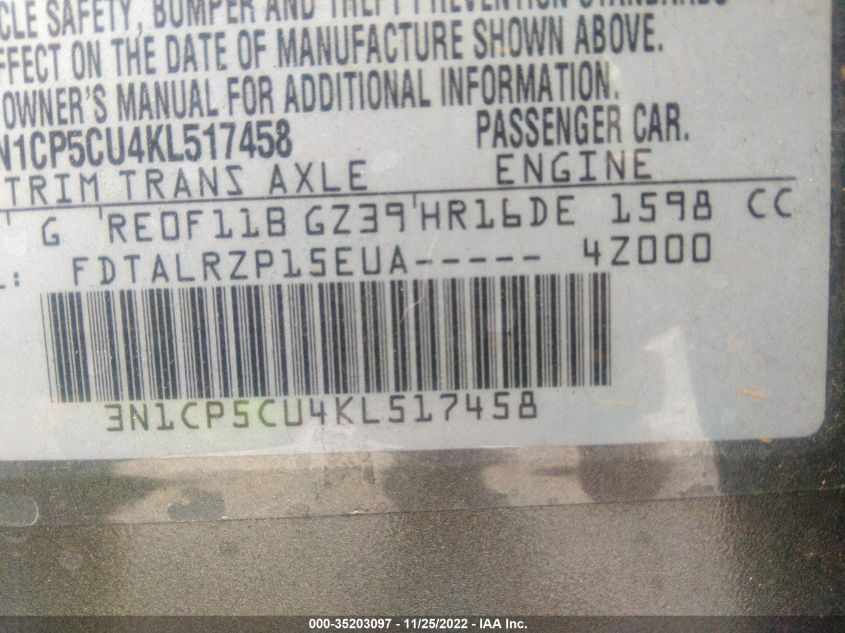 CLE SAFETY, BUMPER AND THEFT PREVENTION STANDARDS
EFFECT ON THE DATE OF MANUFACTURE SHOWN ABOVE.
OWNER'S MANUAL FOR ADDITIONAL INFORMATION.
N1CP5CU4KL517458 PASSENGER CAR.
TRIM TRANS AXLE ENGINE
G RE0F11B GZ39 HR16DE 1598 CC
L: FDTALRZP15EUA----- 4Z000
3N1CP5CU4KL517458
000-35203097 - 11/25/2022 - IAA Inc.